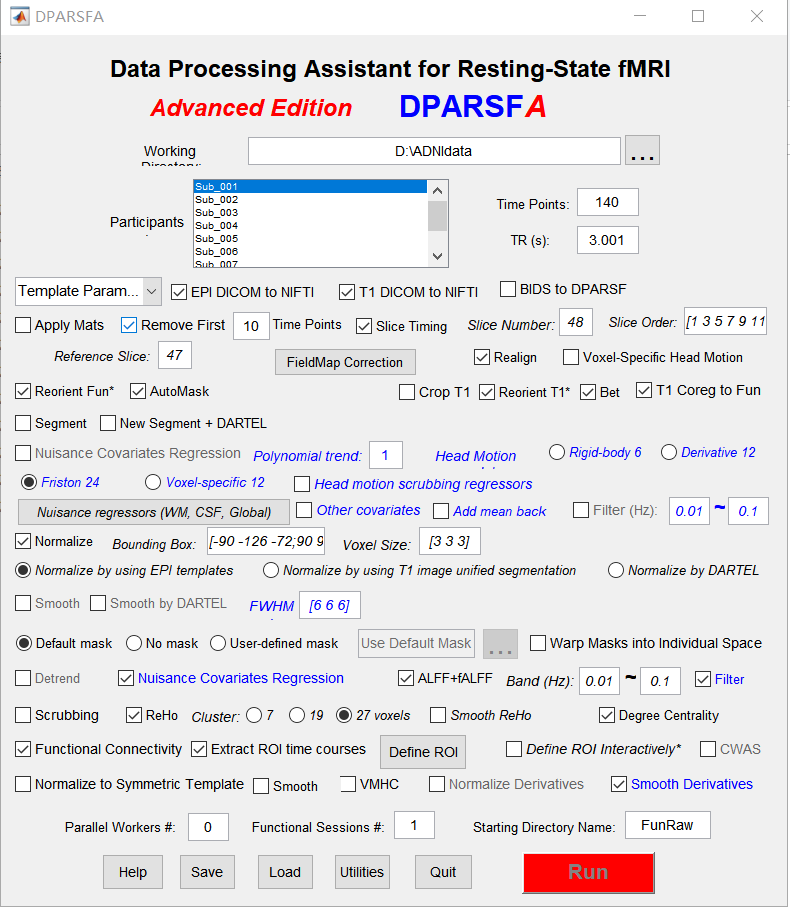 DPARSFA
Data Processing Assistant for Resting-State fMRI
Advanced Edition DPARSFA
Working Directory: D:\ADNIdata ...
Participants
Sub_001
Sub_002
Sub_003
Sub_004
Sub_005
Sub_006
Sub_007
Time Points: 140
TR (s): 3.001
Template Param... EPI DICOM to NIFTI T1 DICOM to NIFTI BIDS to DPARSF
Apply Mats Remove First 10 Time Points Slice Timing Slice Number: 48 Slice Order: [1 3 5 7 9 11
Reference Slice: 47 FieldMap Correction Realign Voxel-Specific Head Motion
Reorient Fun* AutoMask Crop T1 Reorient T1* Bet T1 Coreg to Fun
Segment New Segment + DARTEL
Nuisance Covariates Regression Polynomial trend: 1 Head Motion Rigid-body 6 Derivative 12
Friston 24 Voxel-specific 12 Head motion scrubbing regressors
Nuisance regressors (WM, CSF, Global) Other covariates Add mean back Filter (Hz): 0.01 ~ 0.1
Normalize Bounding Box: [-90 -126 -72;90 9 Voxel Size: [3 3 3]
Normalize by using EPI templates Normalize by using T1 image unified segmentation Normalize by DARTEL
Smooth Smooth by DARTEL FWHM [6 6 6]
Default mask No mask User-defined mask Use Default Mask ... Warp Masks into Individual Space
Detrend Nuisance Covariates Regression ALFF+fALFF Band (Hz): 0.01 ~ 0.1 Filter
Scrubbing ReHo Cluster: 7 19 27 voxels Smooth ReHo Degree Centrality
Functional Connectivity Extract ROI time courses Define ROI Define ROI Interactively* CWAS
Normalize to Symmetric Template Smooth VMHC Normalize Derivatives Smooth Derivatives
Parallel Workers #: 0 Functional Sessions #: 1 Starting Directory Name: FunRaw
Help Save Load Utilities Quit Run